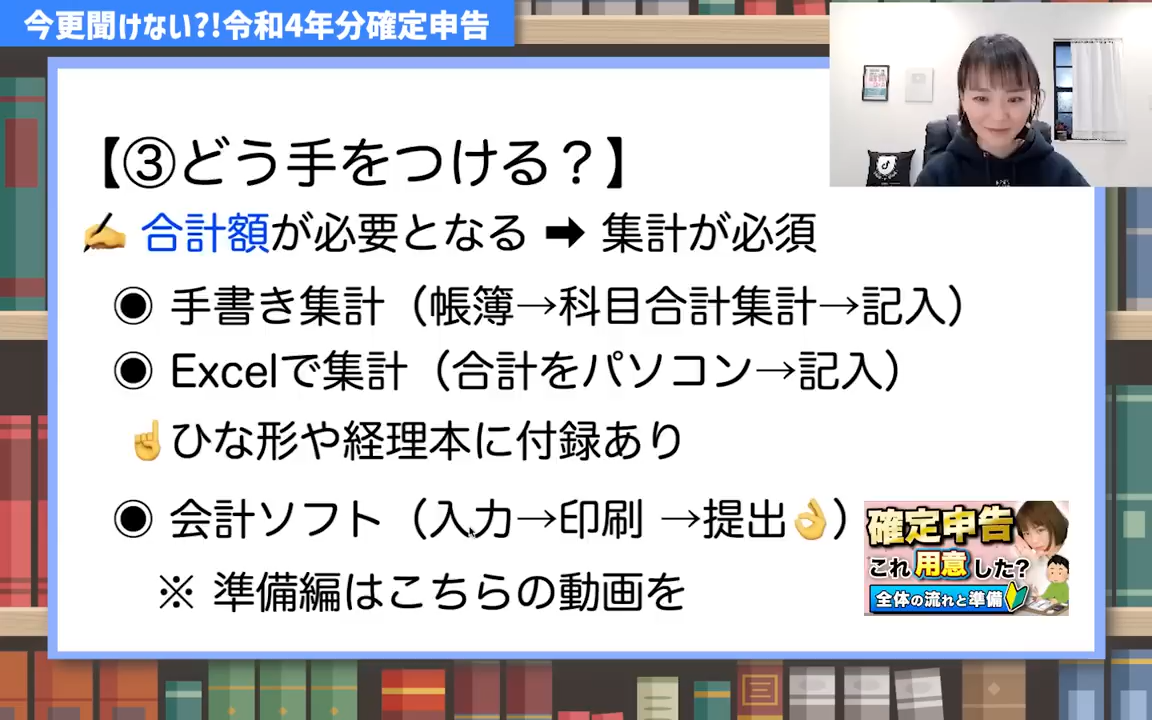 今更聞けない?!令和4年分確定申告
【③どう手をつける？】
✍ 合計額が必要となる ➡ 集計が必須
◉ 手書き集計（帳簿→科目合計集計→記入）
◉ Excelで集計（合計をパソコン→記入）
☝ひな形や経理本に付録あり
◉ 会計ソフト（入力→印刷 →提出👌）
※ 準備編はこちらの動画を
確定申告
これ用意した?
全体の流れと準備